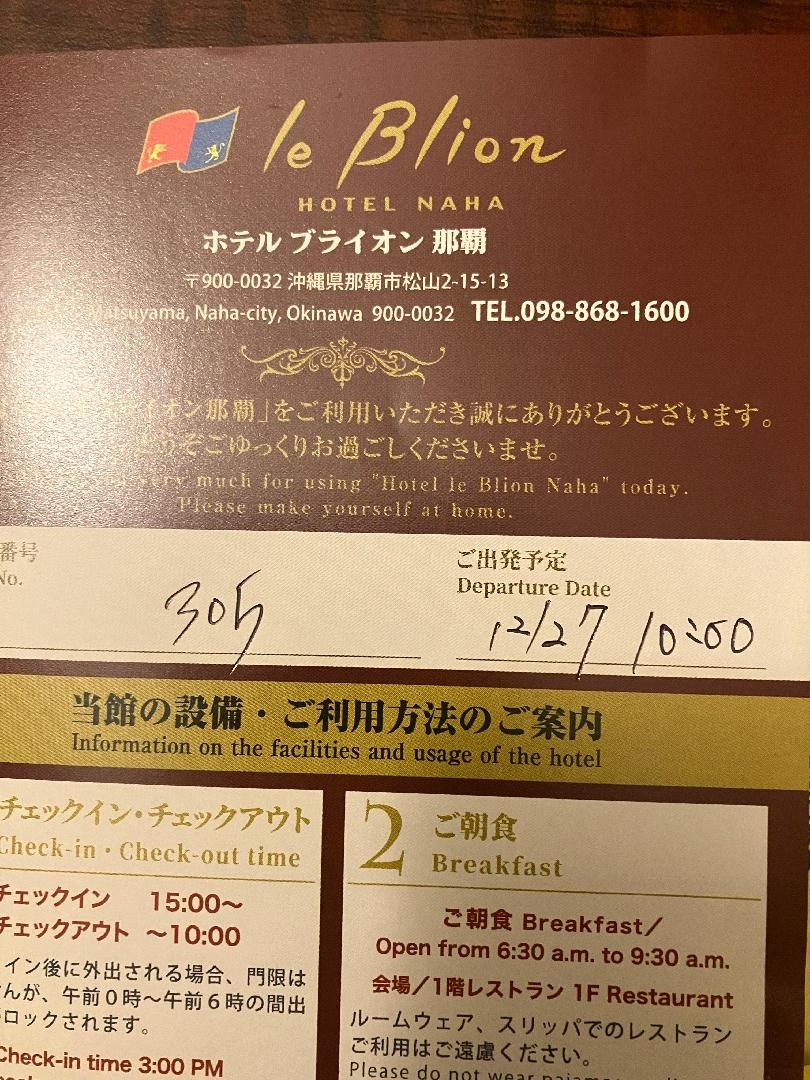 le Blion
HOTEL NAHA
ホテル ブライオン 那覇
〒900-0032 沖縄県那覇市松山2-15-13
Matsuyama, Naha-city, Okinawa 900-0032 TEL.098-868-1600
イオン那覇」をご利用いただき誠にありがとうございます。
どうぞごゆっくりお過ごしくださいませ。
you very much for using "Hotel le Blion Naha" today.
Please make yourself at home.
番号
No.
305
ご出発予定
Departure Date
12/27 10:00
当館の設備・ご利用方法のご案内
Information on the facilities and usage of the hotel
チェックイン・チェックアウト
Check-in・Check-out time
チェックイン 15:00〜
チェックアウト 〜10:00
イン後に外出される場合、門限は
んが、午前0時〜午前6時の間出
ロックされます。
Check-in time 3:00 PM
2 ご朝食
Breakfast
ご朝食 Breakfast/
Open from 6:30 a.m. to 9:30 a.m.
会場/1階レストラン 1F Restaurant
ルームウェア、スリッパでのレストラン
ご利用はご遠慮ください。
Please do not wear